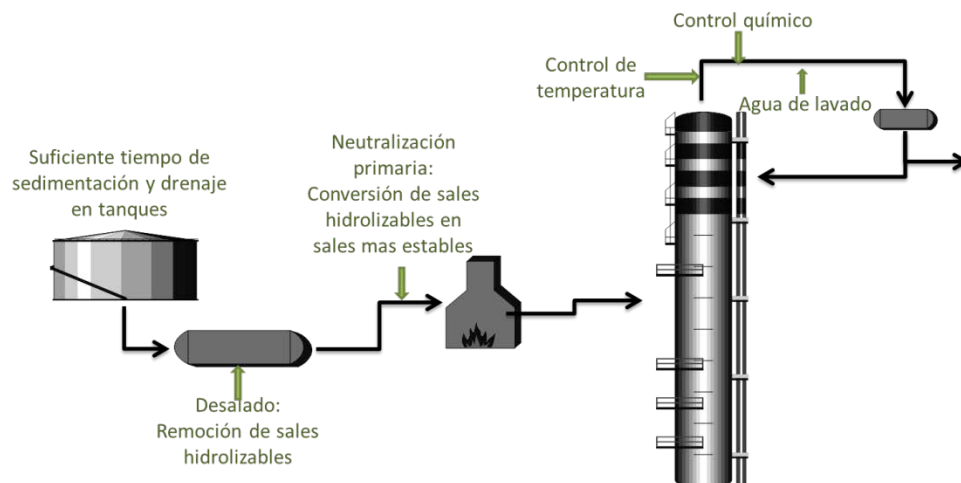 Control químico
Control de
temperatura
Agua de lavado
Neutralización
primaria:
Conversión de sales
hidrolizables en
sales mas estables
Suficiente tiempo de
sedimentación y drenaje
en tanques
Desalado:
Remoción de sales
hidrolizables